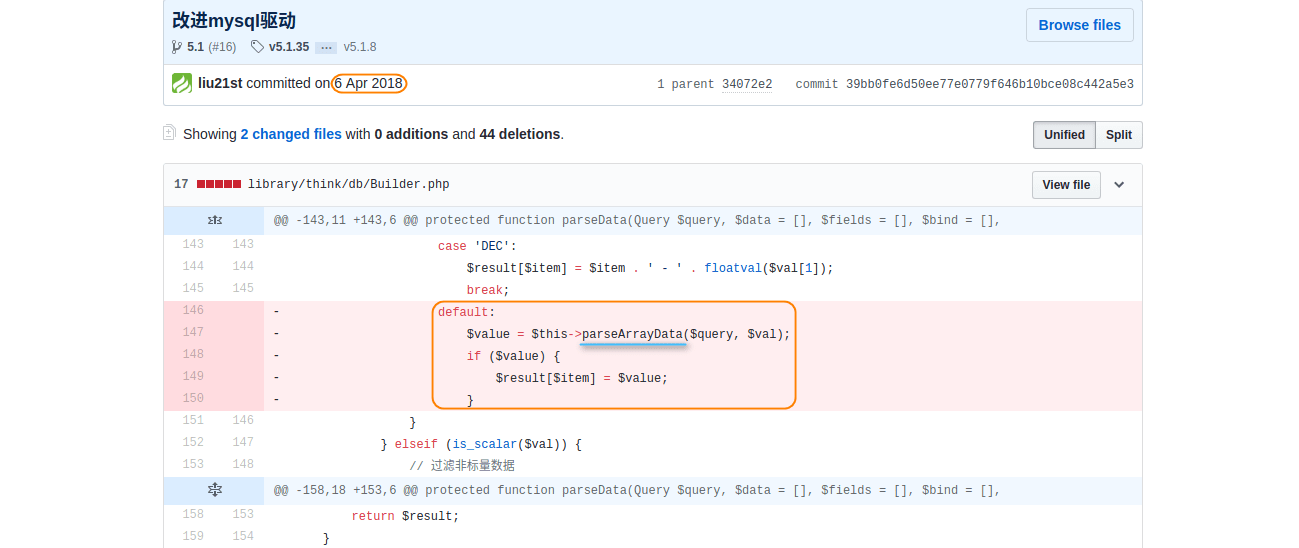 改进mysql驱动
Browse files
5.1 (#16) v5.1.35 ... v5.1.8
liu21st committed on 6 Apr 2018
1 parent 34072e2 commit 39bb0fe6d50ee77e0779f646b10bce08c442a5e3
Showing 2 changed files with 0 additions and 44 deletions.
Unified Split
17 library/think/db/Builder.php
View file
@@ -143,11 +143,6 @@ protected function parseData(Query $query, $data = [], $fields = [], $bind = [],
143 143 case 'DEC':
144 144 $result[$item] = $item . ' - ' . floatval($val[1]);
145 145 break;
146 - default:
147 - $value = $this->parseArrayData($query, $val);
148 - if ($value) {
149 - $result[$item] = $value;
150 - }
151 146 }
152 147 } elseif (is_scalar($val)) {
153 148 // 过滤非标量数据
@@ -158,18 +153,6 @@ protected function parseData(Query $query, $data = [], $fields = [], $bind = [],
158 153 return $result;
159 154 }